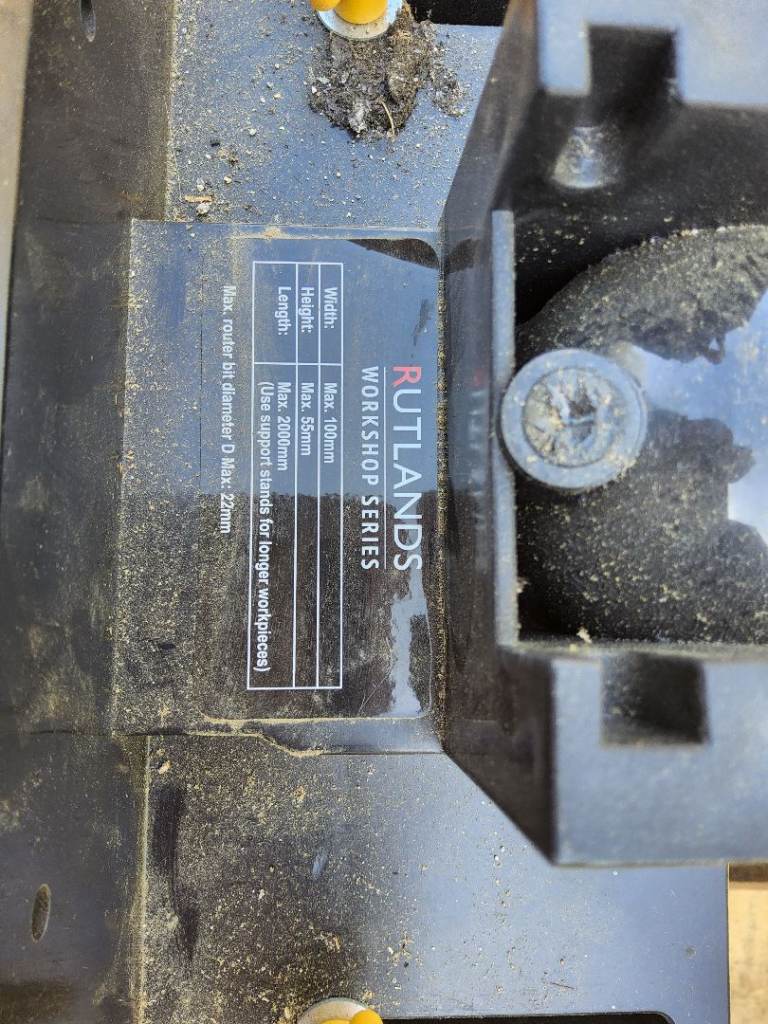 RUTLANDS
WORKSHOP SERIES
Width: Max. 100mm
Height: Max. 55mm
Length: Max. 2000mm
(Use support stands for longer workpieces)
Max. router bit diameter D Max: 22mm